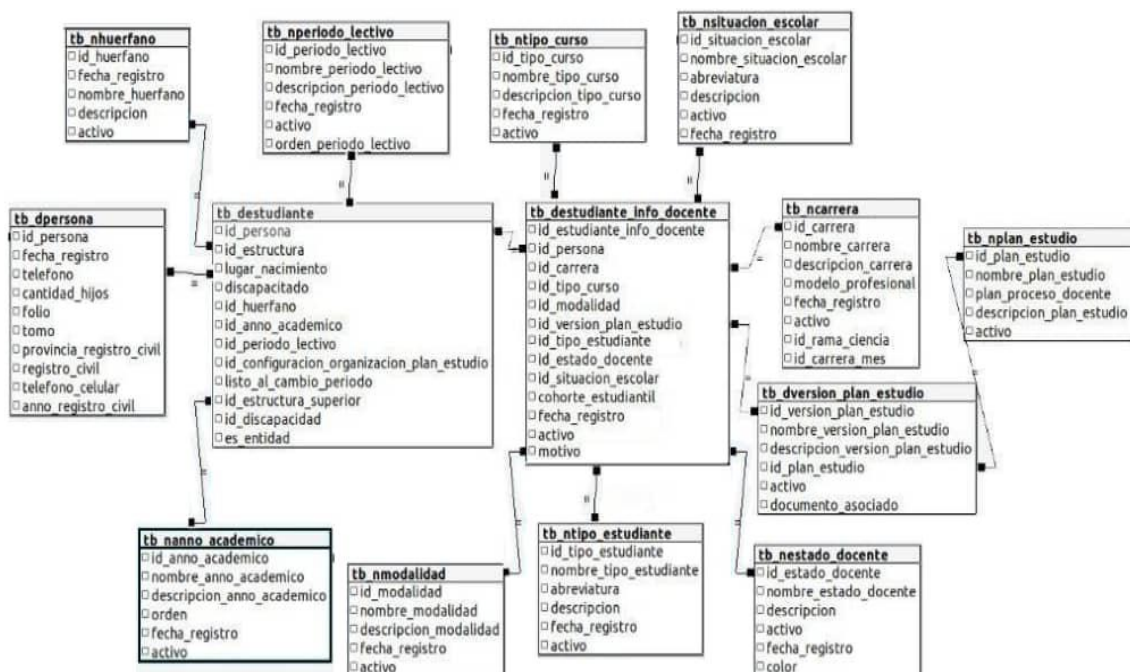 tb_nhuerfano
id_huerfano
fecha_registro
nombre_huerfano
descripcion
activo
tb_nperiodo_lectivo
id_periodo_lectivo
nombre_periodo_lectivo
descripcion_periodo_lectivo
fecha_registro
activo
orden_periodo_lectivo
tb_ntipo_curso
id_tipo_curso
nombre_tipo_curso
descripcion_tipo_curso
fecha_registro
activo
tb_nsituacion_escolar
id_situacion_escolar
nombre_situacion_escolar
abreviatura
descripcion
activo
fecha_registro
tb_dpersona
id_persona
fecha_registro
telefono
cantidad_hijos
folio
tomo
provincia_registro_civil
registro_civil
telefono_celular
anno_registro_civil
tb_destudiante
id_persona
id_estructura
lugar_nacimiento
discapacitado
id_huerfano
id_anno_academico
id_periodo_lectivo
id_configuracion_organizacion_plan_estudio
listo_al_cambio_periodo
id_estructura_superior
id_discapacidad
es_entidad
tb_destudiante_info_docente
id_estudiante_info_docente
id_persona
id_carrera
id_tipo_curso
id_modalidad
id_version_plan_estudio
id_tipo_estudiante
id_estado_docente
id_situacion_escolar
cohorte_estudiantil
fecha_registro
activo
motivo
tb_ncarrera
id_carrera
nombre_carrera
descripcion_carrera
modelo_profesional
fecha_registro
activo
id_rama_ciencia
id_carrera_mes
tb_nplan_estudio
id_plan_estudio
nombre_plan_estudio
plan_proceso_docente
descripcion_plan_estudio
activo
tb_dversion_plan_estudio
id_version_plan_estudio
nombre_version_plan_estudio
descripcion_version_plan_estudio
id_plan_estudio
activo
documento_asociado
tb_nanno_academico
id_anno_academico
nombre_anno_academico
descripcion_anno_academico
orden
fecha_registro
activo
tb_nmodalidad
id_modalidad
nombre_modalidad
descripcion_modalidad
fecha_registro
activo
tb_ntipo_estudiante
id_tipo_estudiante
nombre_tipo_estudiante
abreviatura
descripcion
fecha_registro
activo
tb_nestado_docente
id_estado_docente
nombre_estado_docente
descripcion
activo
fecha_registro
color